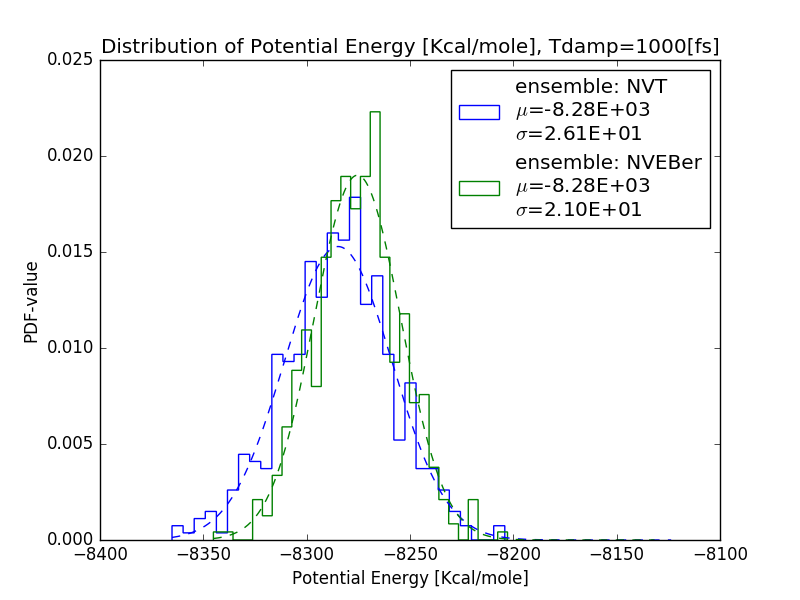 Distribution of Potential Energy [Kcal/mole], Tdamp=1000[fs]
0.025
0.020
0.015
0.010
0.005
0.000
PDF-value
ensemble: NVT
μ=-8.28E+03
σ=2.61E+01
ensemble: NVEBer
μ=-8.28E+03
σ=2.10E+01
−8400 −8350 −8300 −8250 −8200 −8150 −8100
Potential Energy [Kcal/mole]